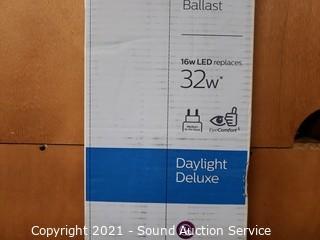 Ballast
16w LED replaces
32w*
EyeComfort
Daylight
Deluxe
Copyright 2021 - Sound Auction Service